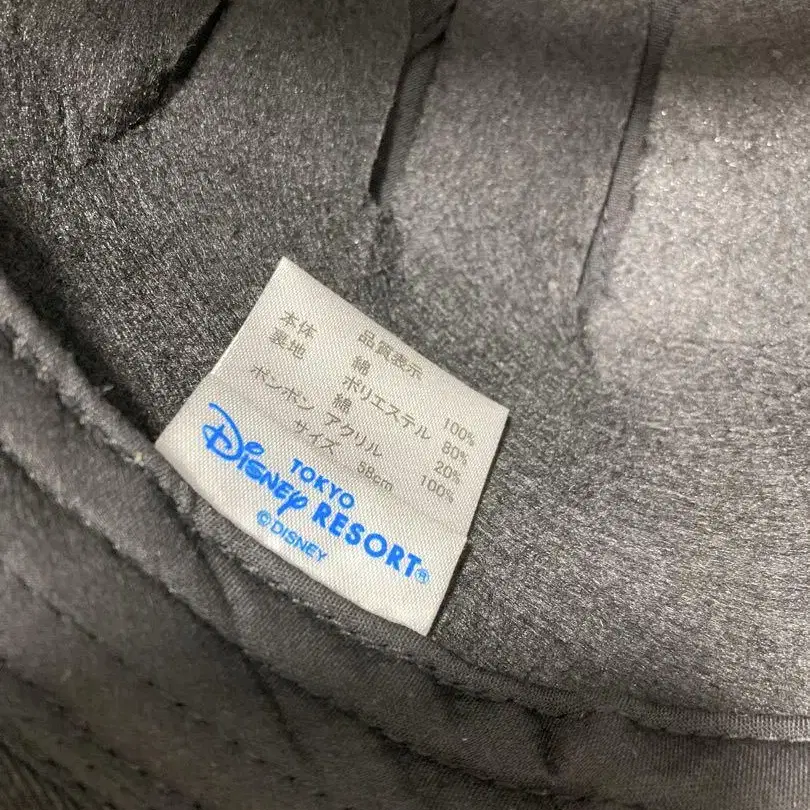 品質表示
本体 綿 100%
裏地 ポリエステル 80%
綿 20%
ポンポン アクリル 100%
サイズ 58cm
TOKYO
Disney RESORT®
©DISNEY